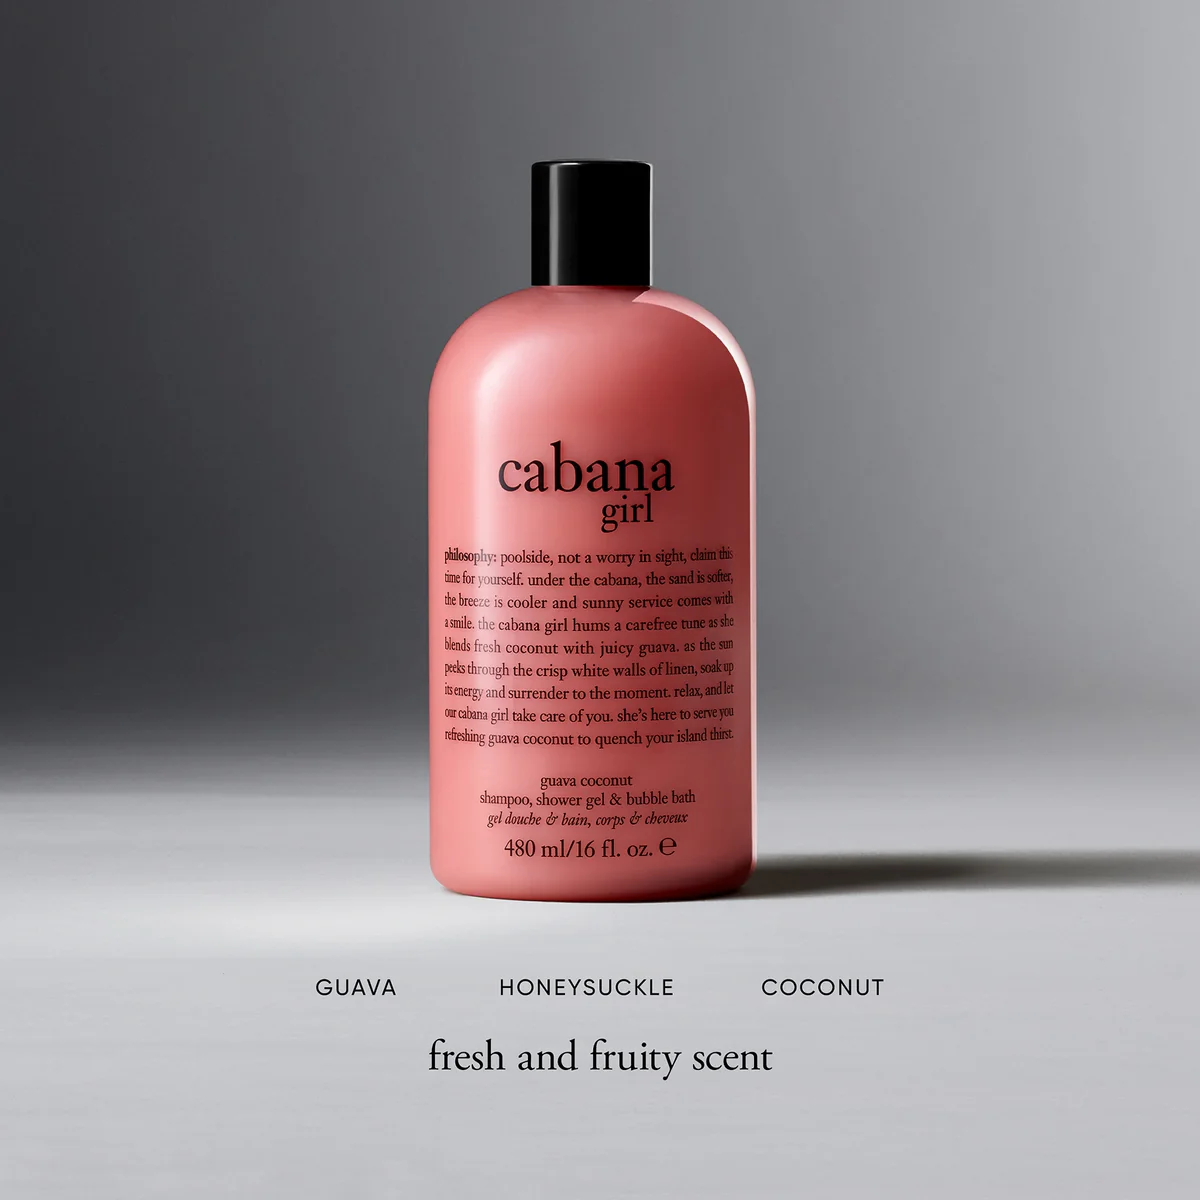 cabana
girl
philosophy: poolside, not a worry in sight, claim this
time for yourself. under the cabana, the sand is softer,
the breeze is cooler and sunny service comes with
a smile. the cabana girl hums a carefree tune as she
blends fresh coconut with juicy guava. as the sun
peeks through the crisp white walls of linen, soak up
its energy and surrender to the moment. relax, and let
our cabana girl take care of you. she's here to serve you
refreshing guava coconut to quench your island thirst.
guava coconut
shampoo, shower gel & bubble bath
gel douche & bain, corps & cheveux
480 ml/16 fl. oz. ℮
GUAVA HONEYSUCKLE COCONUT
fresh and fruity scent